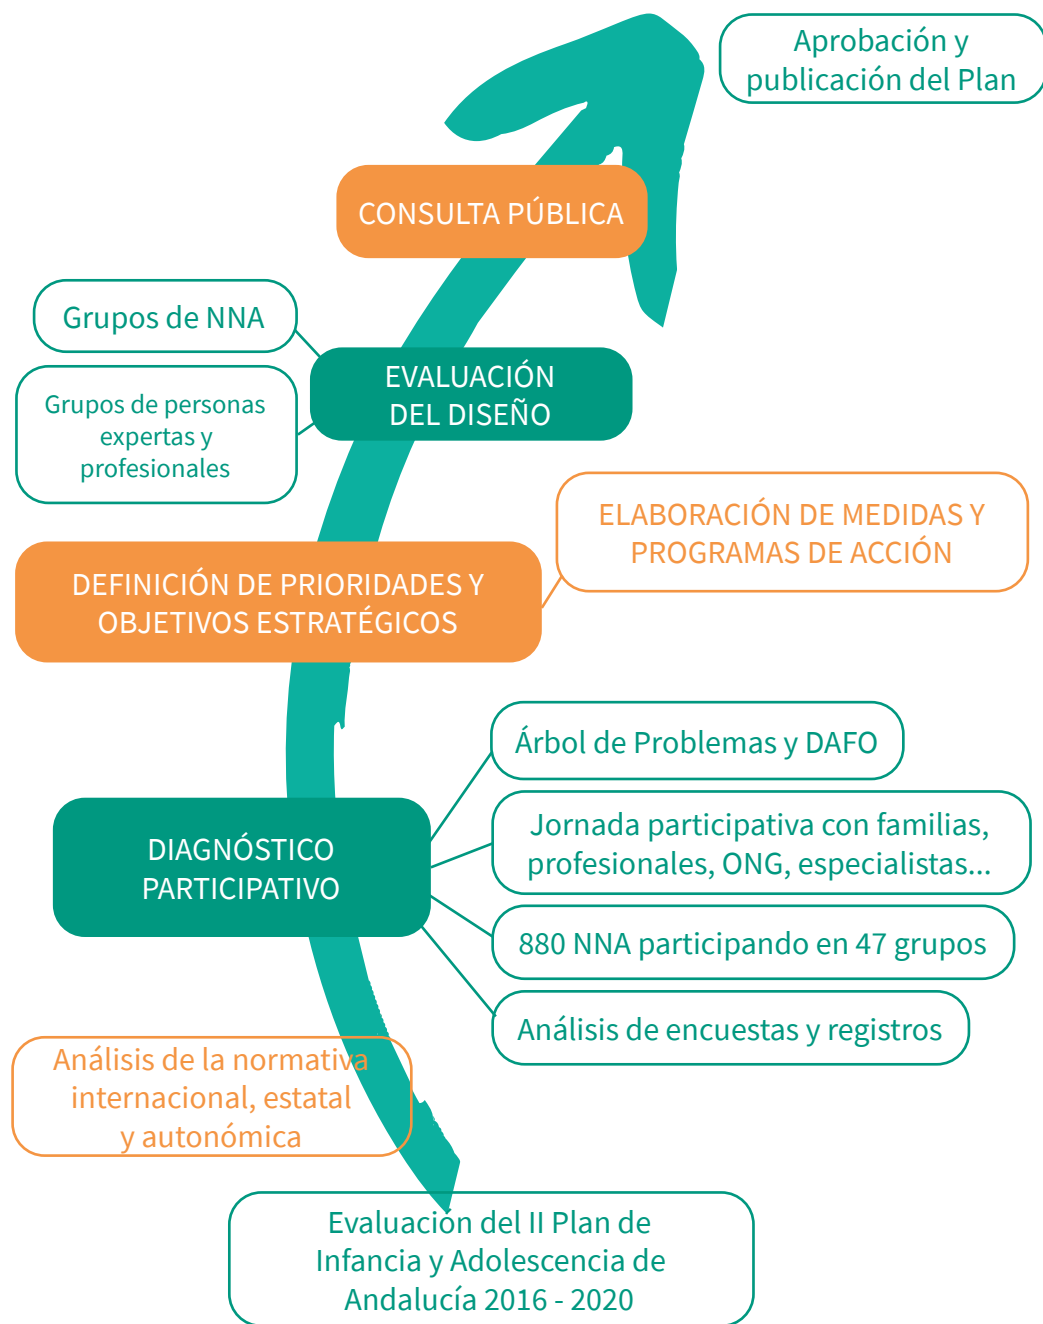 Aprobación y
publicación del Plan
CONSULTA PÚBLICA
Grupos de NNA
EVALUACIÓN
DEL DISEÑO
Grupos de personas
expertas y
profesionales
ELABORACIÓN DE MEDIDAS Y
PROGRAMAS DE ACCIÓN
DEFINICIÓN DE PRIORIDADES Y
OBJETIVOS ESTRATÉGICOS
Árbol de Problemas y DAFO
Jornada participativa con familias,
profesionales, ONG, especialistas...
DIAGNÓSTICO
PARTICIPATIVO
880 NNA participando en 47 grupos
Análisis de encuestas y registros
Análisis de la normativa
internacional, estatal
y autonómica
Evaluación del II Plan de
Infancia y Adolescencia de
Andalucía 2016 - 2020